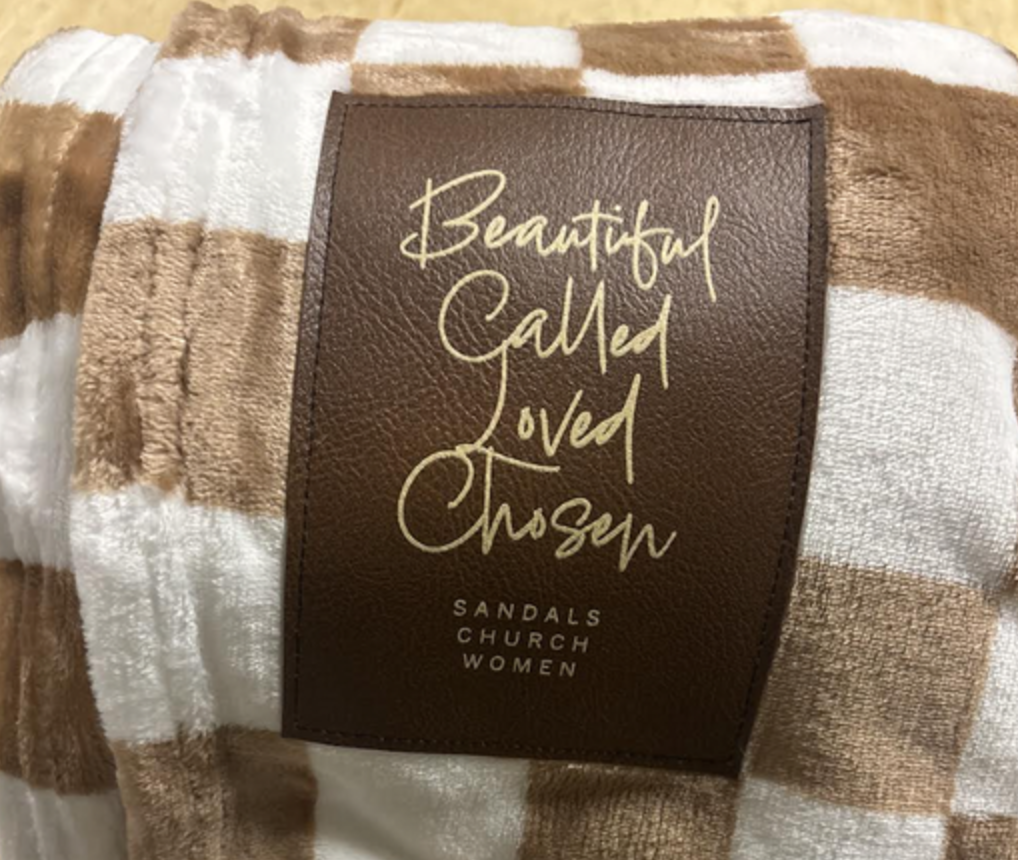 Beautiful
Called
Loved
Chosen
SANDALS
CHURCH
WOMEN